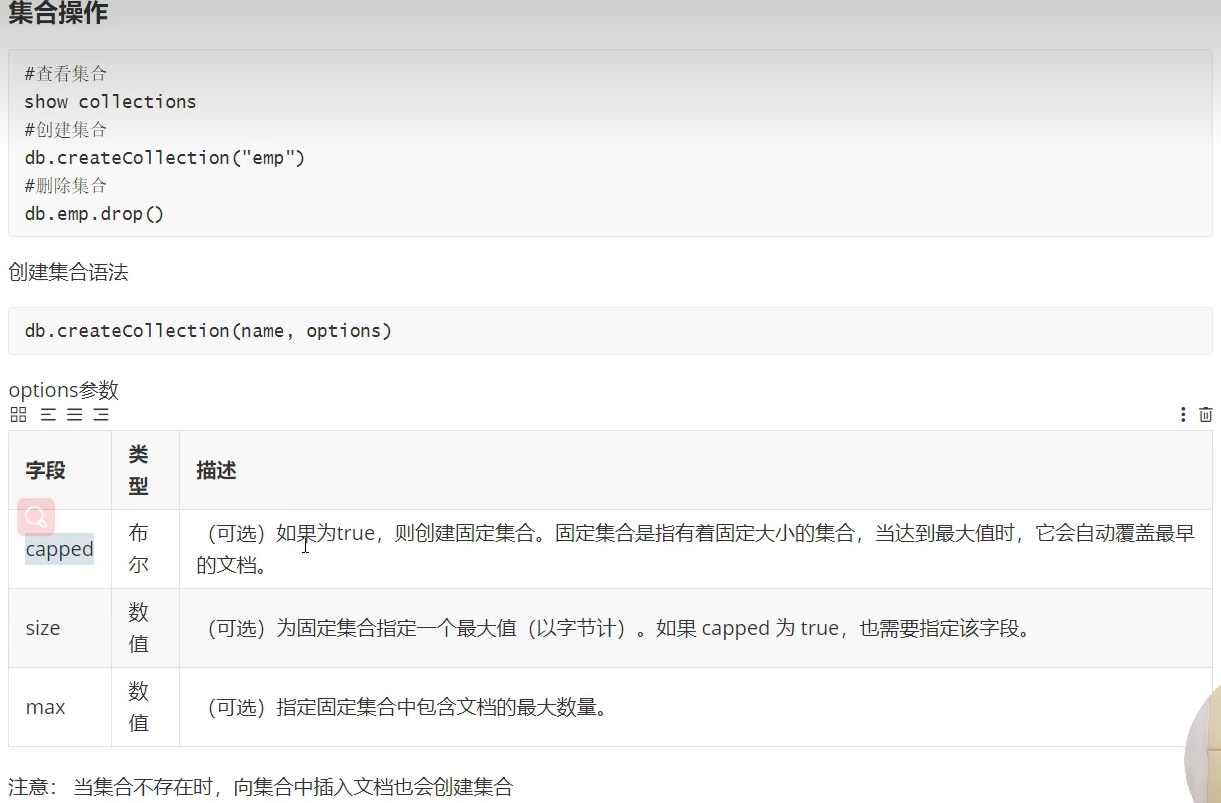 集合操作
#查看集合
show collections
#创建集合
db.createCollection("emp")
#删除集合
db.emp.drop()
创建集合语法
db.createCollection(name, options)
options参数
字段 类型 描述
capped 布尔 （可选）如果为true，则创建固定集合。固定集合是指有着固定大小的集合，当达到最大值时，它会自动覆盖最早
的文档。
size 数值 （可选）为固定集合指定一个最大值（以字节计）。如果 capped 为 true，也需要指定该字段。
max 数值 （可选）指定固定集合中包含文档的最大数量。
注意： 当集合不存在时，向集合中插入文档也会创建集合